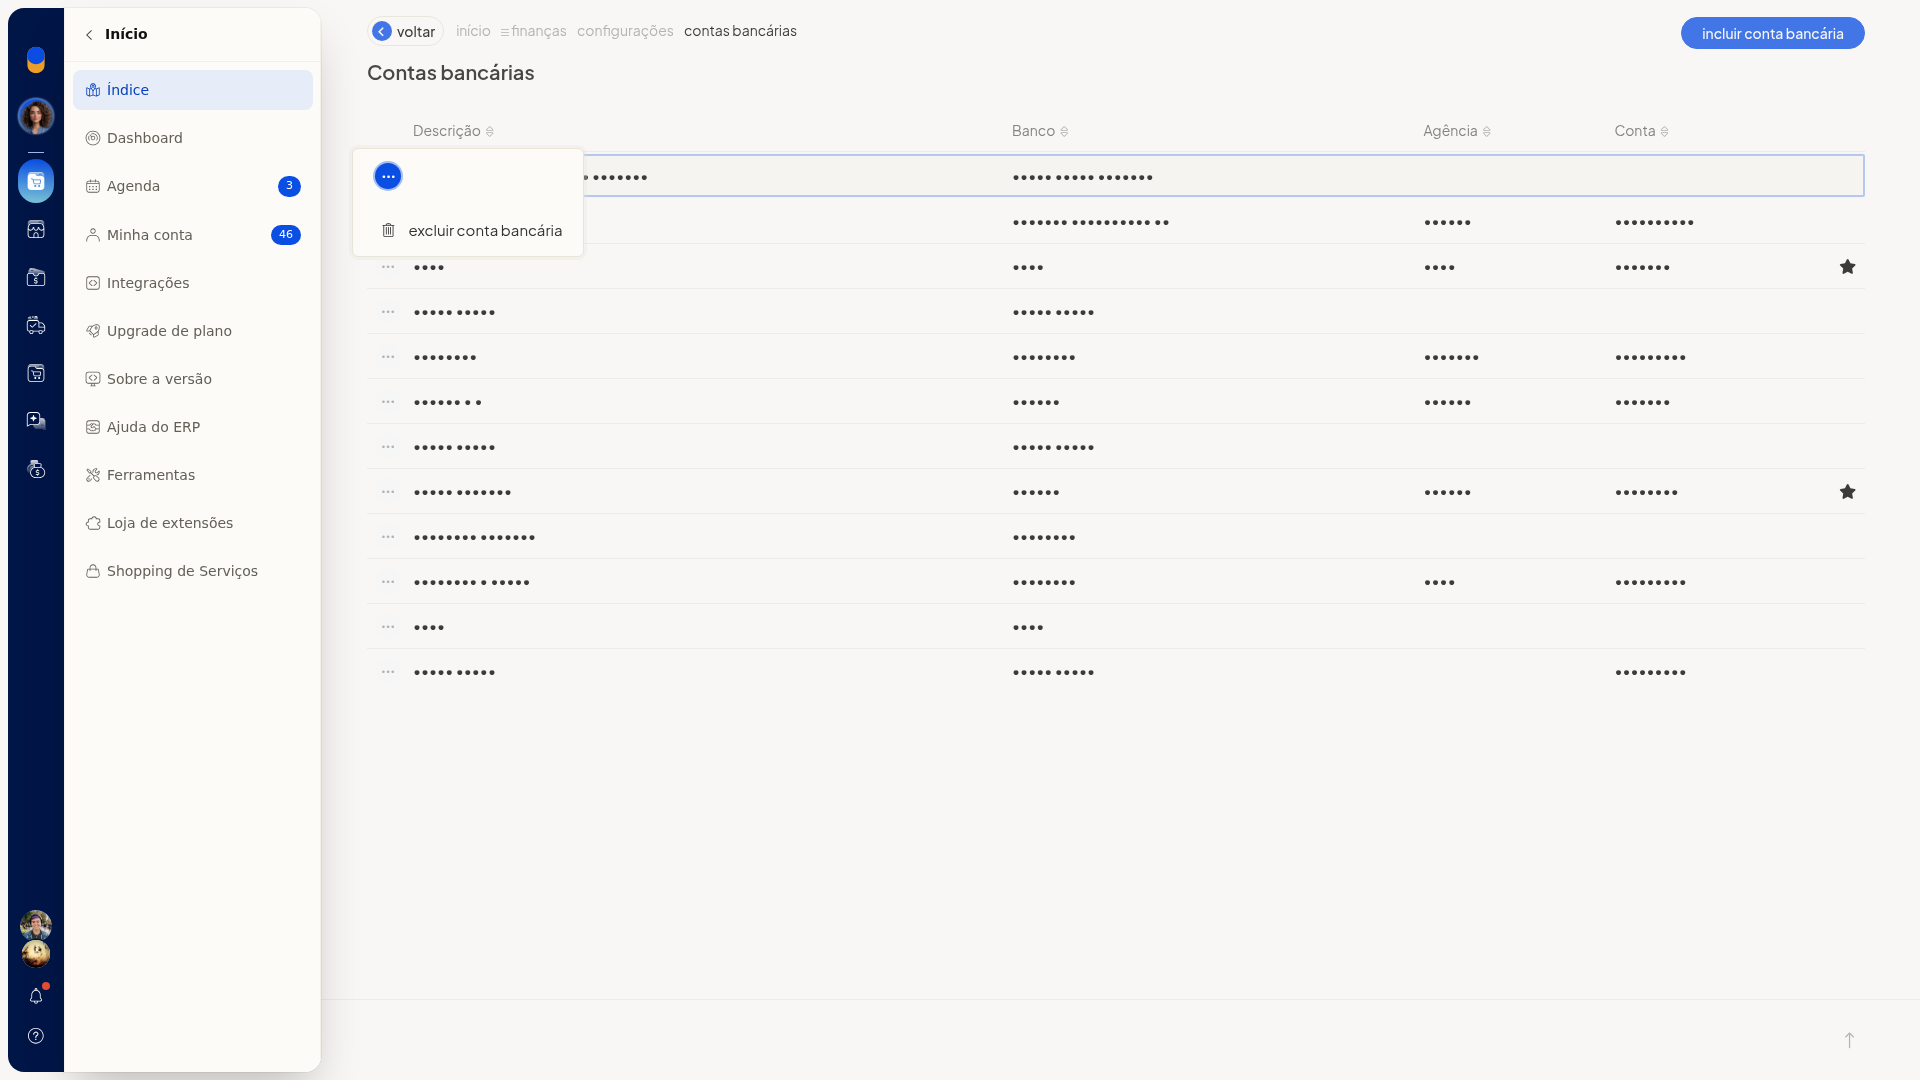 Início
Índice
Dashboard
Agenda 3
Minha conta 46
Integrações
Upgrade de plano
Sobre a versão
Ajuda do ERP
Ferramentas
Loja de extensões
Shopping de Serviços
voltar início finanças configurações contas bancárias
incluir conta bancária
Contas bancárias
Descrição Banco Agência Conta
excluir conta bancária